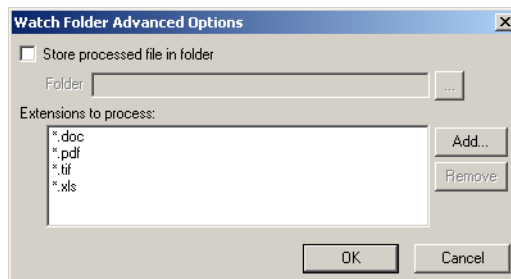 Watch Folder Advanced Options
Store processed file in folder
Folder ...
Extensions to process:
*.doc
*.pdf
*.tif
*.xls
Add...
Remove
OK Cancel